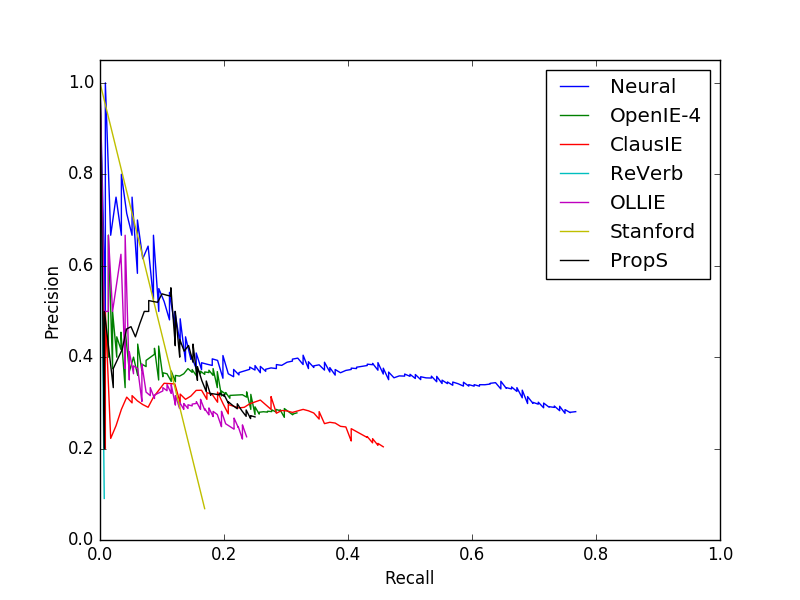 1.0
0.8
0.6
0.4
0.2
0.0
Precision
0.0 0.2 0.4 0.6 0.8 1.0
Recall
Neural
OpenIE-4
ClausIE
ReVerb
OLLIE
Stanford
PropS